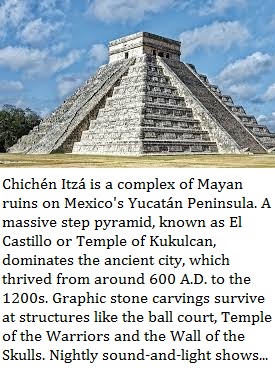 Chichén Itzá is a complex of Mayan
ruins on Mexico's Yucatán Peninsula. A
massive step pyramid, known as El
Castillo or Temple of Kukulcan,
dominates the ancient city, which
thrived from around 600 A.D. to the
1200s. Graphic stone carvings survive
at structures like the ball court, Temple
of the Warriors and the Wall of the
Skulls. Nightly sound-and-light shows...